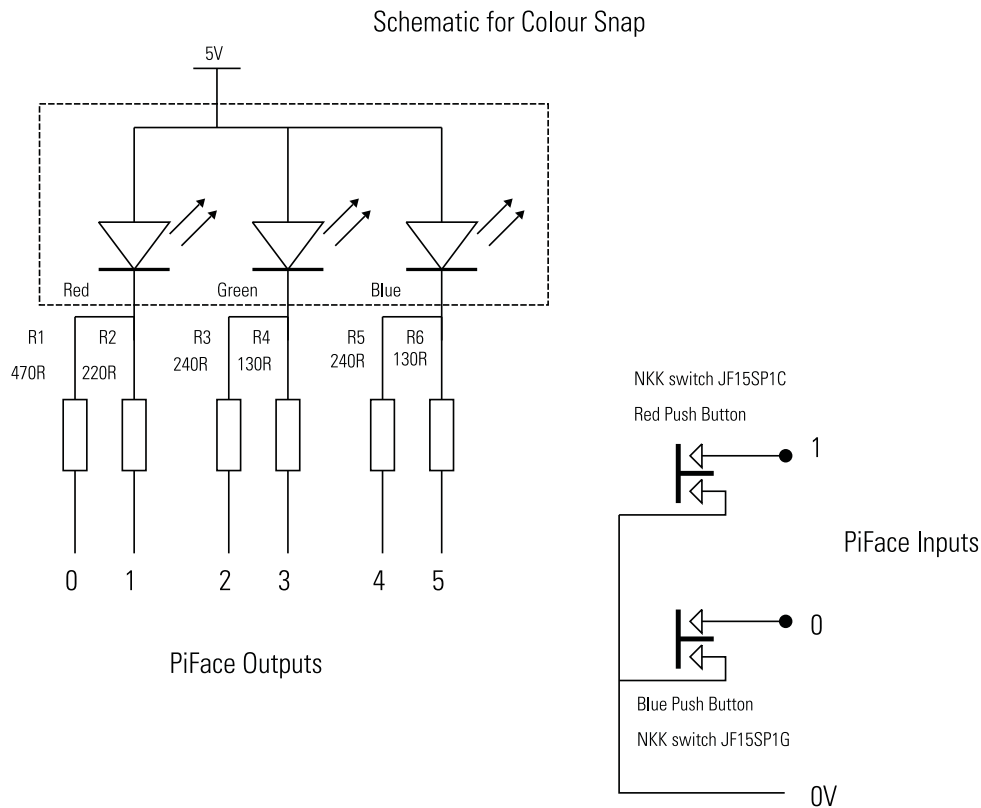 Schematic for Colour Snap
5V
Red
Green
Blue
R1
R2
R3
R4
R5
R6
470R
220R
240R
130R
240R
130R
0
1
2
3
4
5
PiFace Outputs
NKK switch JF15SP1C
Red Push Button
1
PiFace Inputs
0
Blue Push Button
NKK switch JF15SP1G
0V